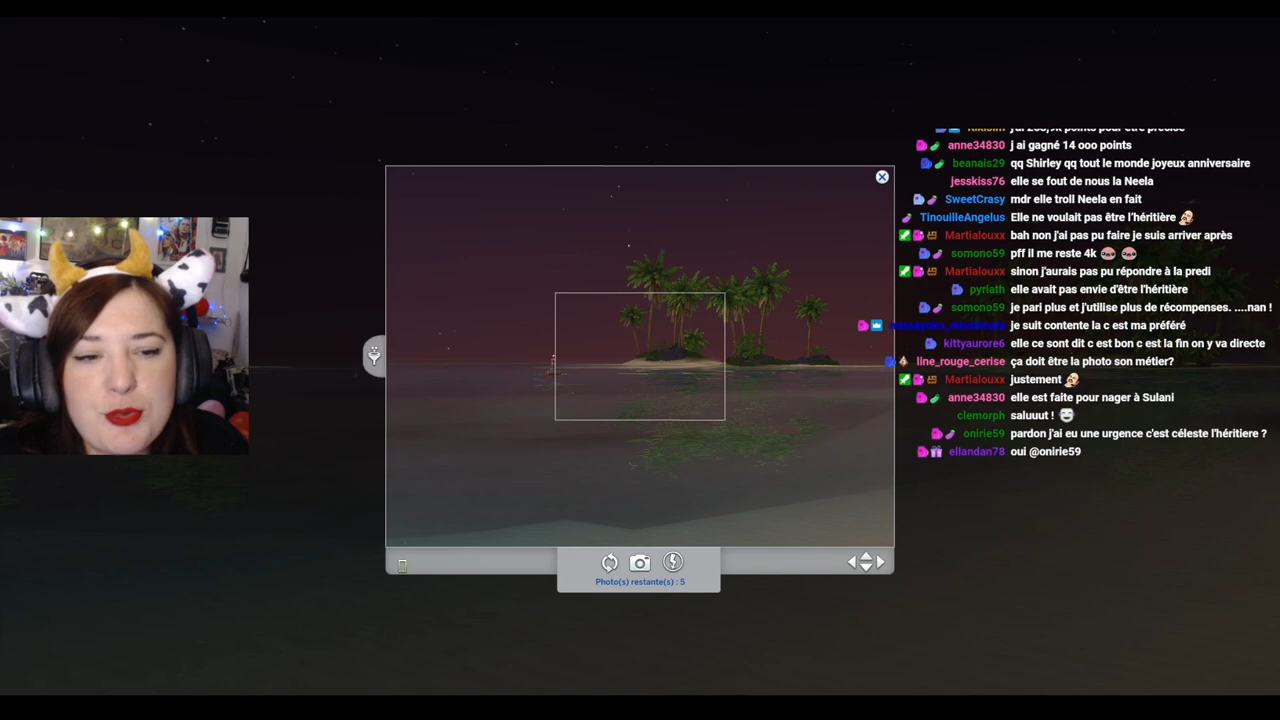 anne34830 j ai gagné 14 ooo points
beanais29 qq Shirley qq tout le monde joyeux anniversaire
jesskiss76 elle se fout de nous la Neela
SweetCrasy mdr elle troll Neela en fait
TinouilleAngelus Elle ne voulait pas être l'héritière
Martialouxx bah non j'ai pas pu faire je suis arriver après
somono59 pff il me reste 4k
Martialouxx sinon j'aurais pas pu répondre à la predi
pyriath elle avait pas envie d'être l'héritière
somono59 je pari plus et j'utilise plus de récompenses. ....nan !
je suit contente la c est ma préféré
kittyaurore6 elle ce sont dit c est bon c est la fin on y va directe
line_rouge_cerise ça doit être la photo son métier?
Martialouxx justement
anne34830 elle est faite pour nager à Sulani
clemorph saluuut !
onirie59 pardon j'ai eu une urgence c'est céleste l'héritiere ?
ellandan78 oui @onirie59
Photo(s) restante(s) : 5